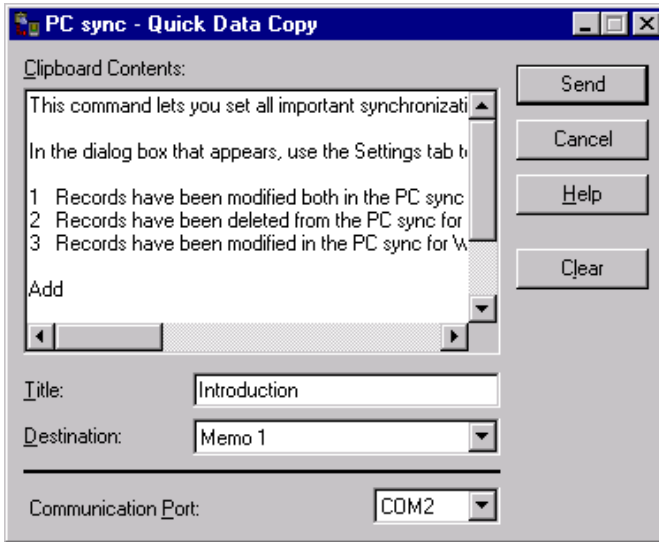 PC sync - Quick Data Copy
Clipboard Contents:
This command lets you set all important synchronizati
In the dialog box that appears, use the Settings tab t
1 Records have been modified both in the PC sync
2 Records have been deleted from the PC sync for
3 Records have been modified in the PC sync for W
Add
Send
Cancel
Help
Clear
Title: Introduction
Destination: Memo 1
Communication Port: COM2